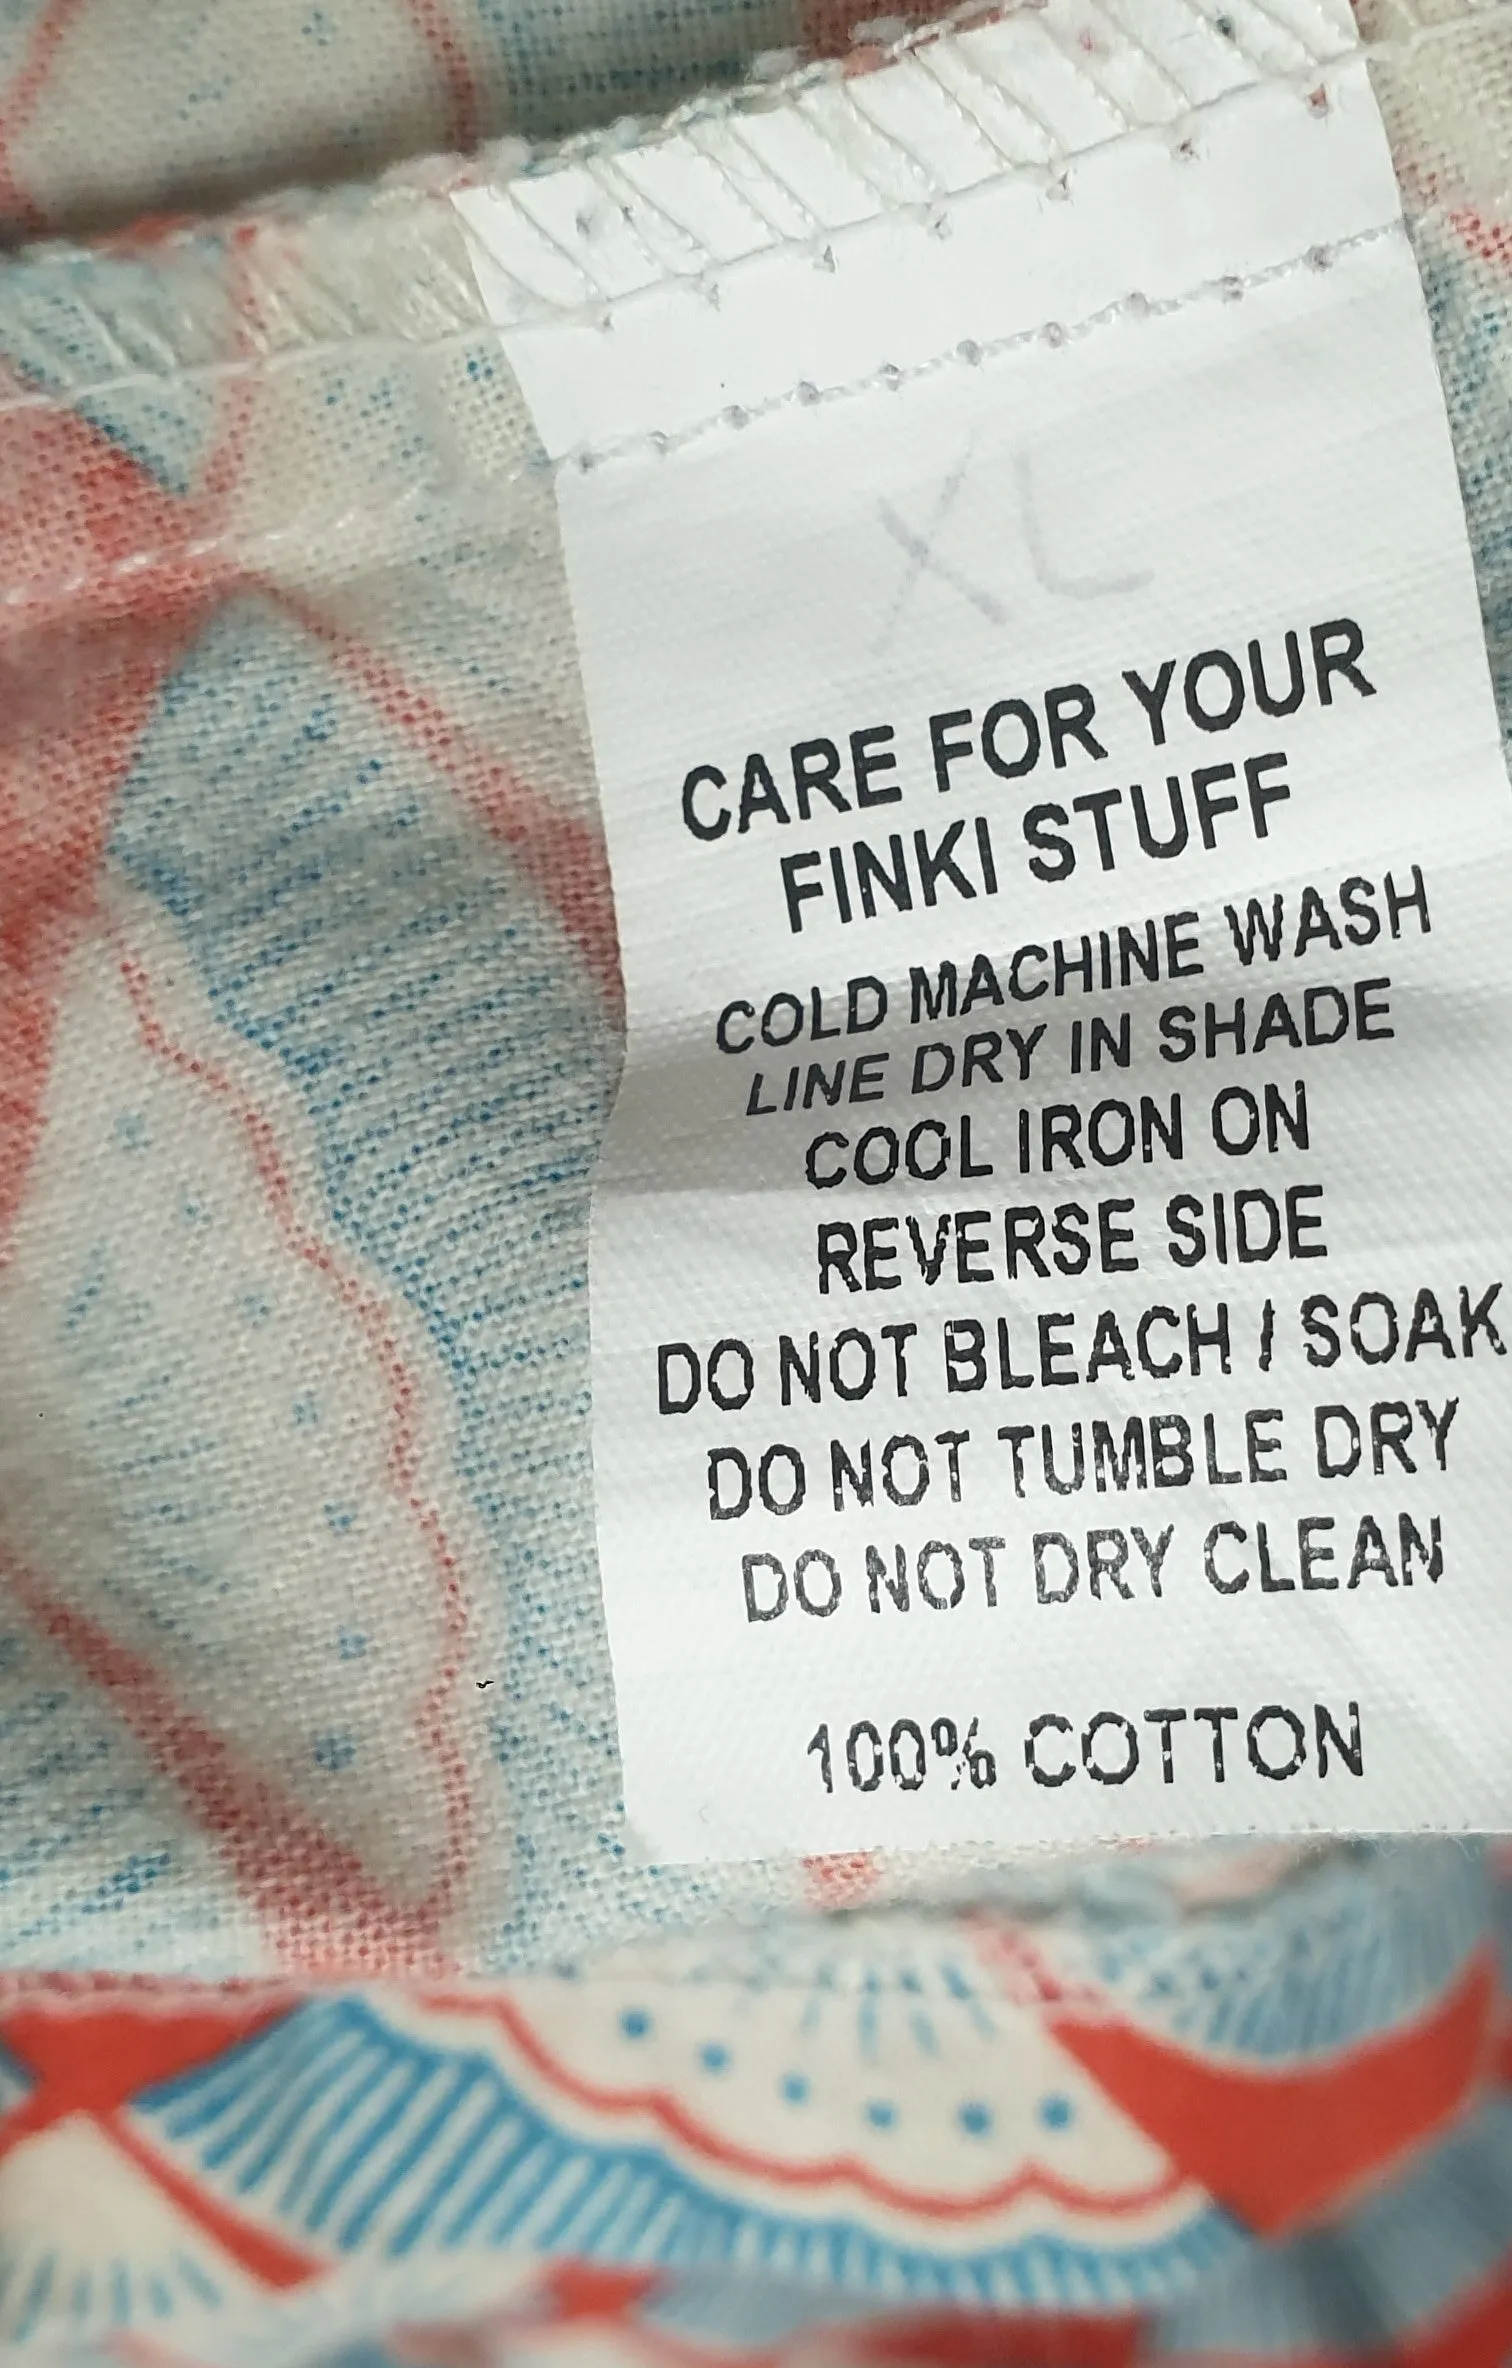 XL
CARE FOR YOUR
FINKI STUFF
COLD MACHINE WASH
LINE DRY IN SHADE
COOL IRON ON
REVERSE SIDE
DO NOT BLEACH / SOAK
DO NOT TUMBLE DRY
DO NOT DRY CLEAN
100% COTTON